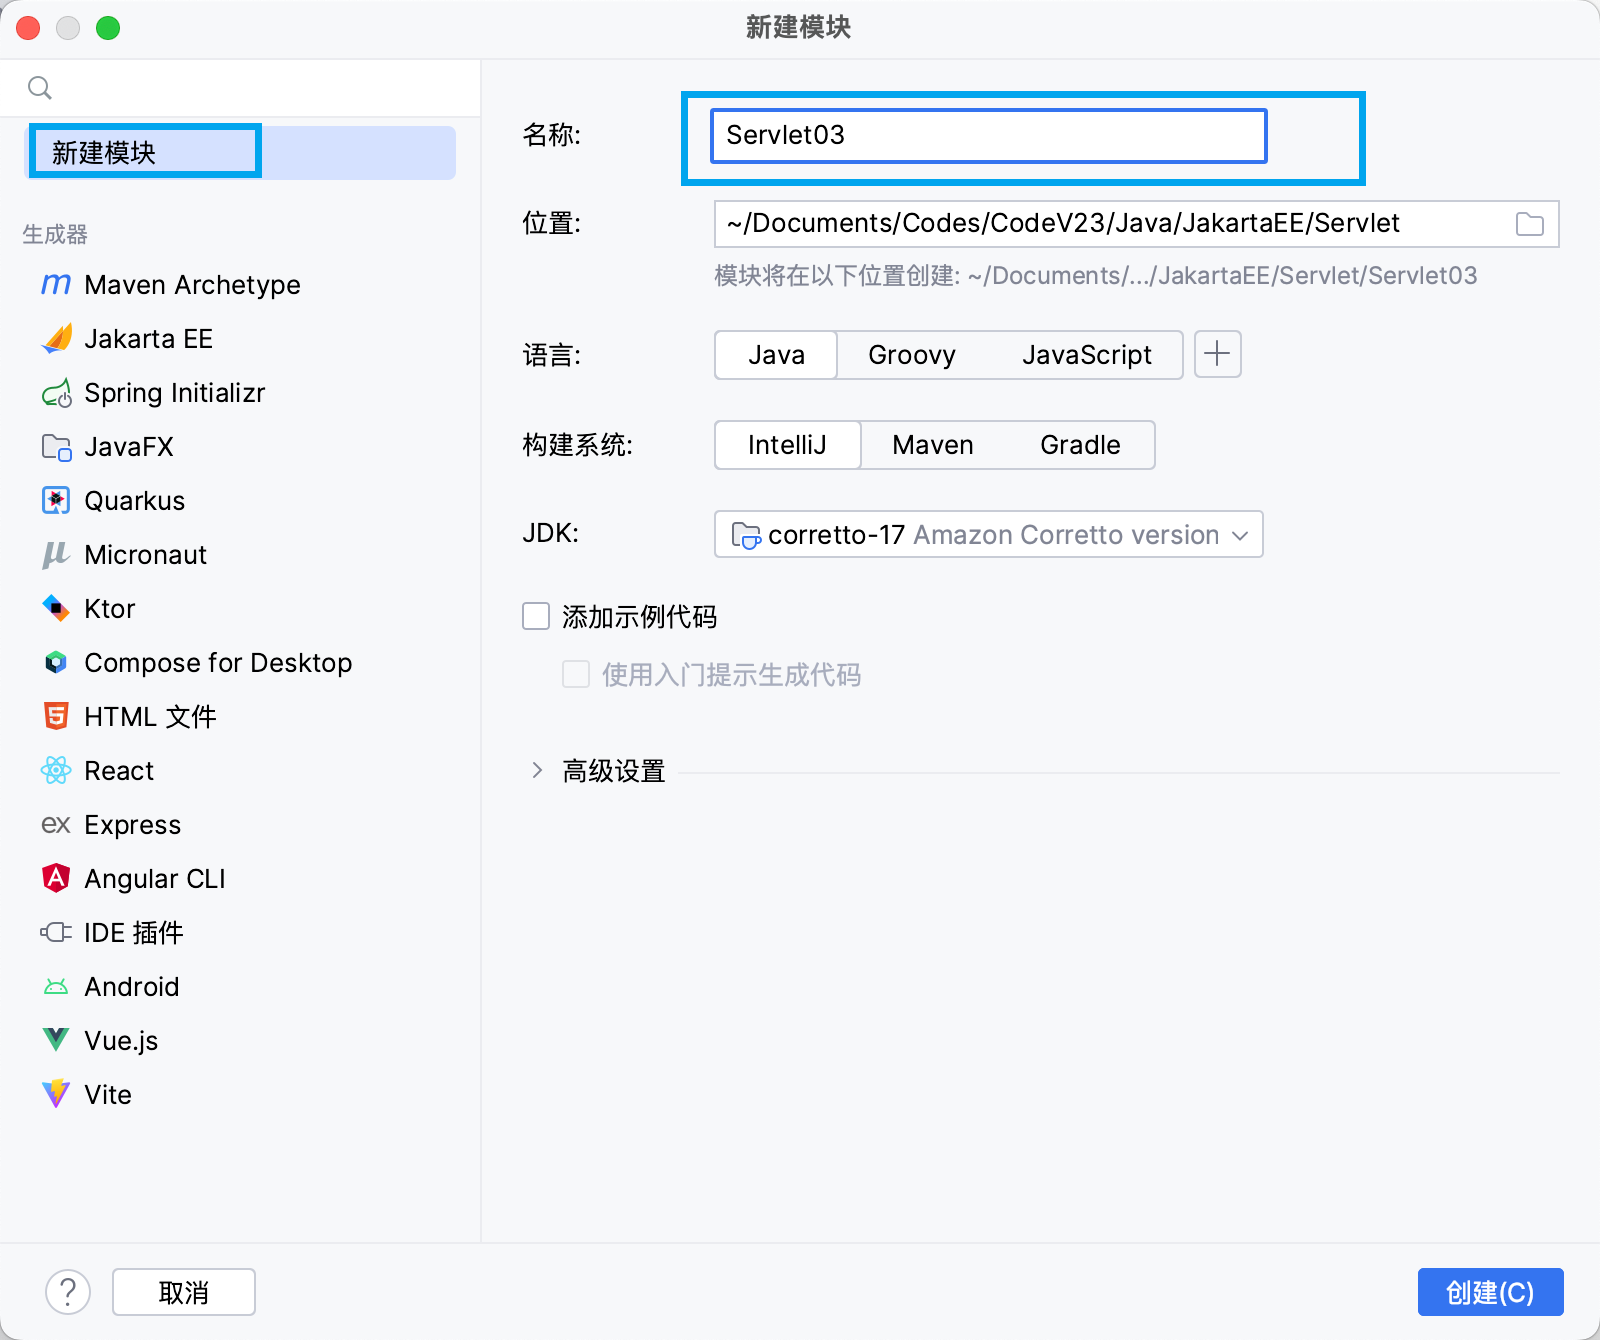 新建模块
新建模块
生成器
Maven Archetype
Jakarta EE
Spring Initializr
JavaFX
Quarkus
Micronaut
Ktor
Compose for Desktop
HTML 文件
React
ex Express
Angular CLI
IDE 插件
Android
Vue.js
Vite
名称: Servlet03
位置: ~/Documents/Codes/CodeV23/Java/JakartaEE/Servlet
模块将在以下位置创建: ~/Documents/.../JakartaEE/Servlet/Servlet03
语言: Java Groovy JavaScript
构建系统: IntelliJ Maven Gradle
JDK: corretto-17 Amazon Corretto version
添加示例代码
使用入门提示生成代码
高级设置
? 取消 创建(C)